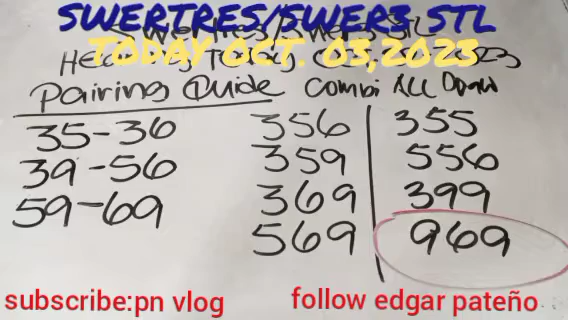 SWERTRES/SWER3 STL
TODAY OCT. 03,2023
Pairing Guide Combi All Draw
35-36 356 355
39-56 359 556
59-69 369 399
569 969
subscribe:pn vlog follow edgar pateño